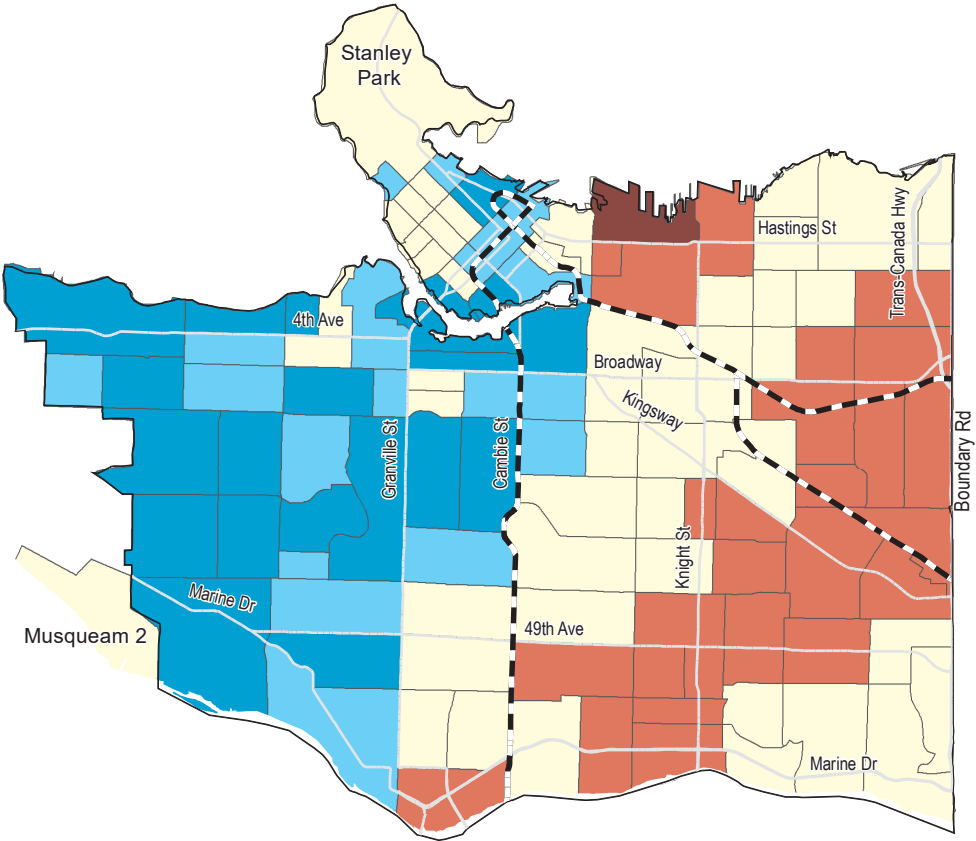 Stanley
Park
Hastings St
Trans-Canada Hwy
4th Ave
Broadway
Kingsway
Granville St
Cambie St
Boundary Rd
Knight St
Marine Dr
Musqueam 2
49th Ave
Marine Dr